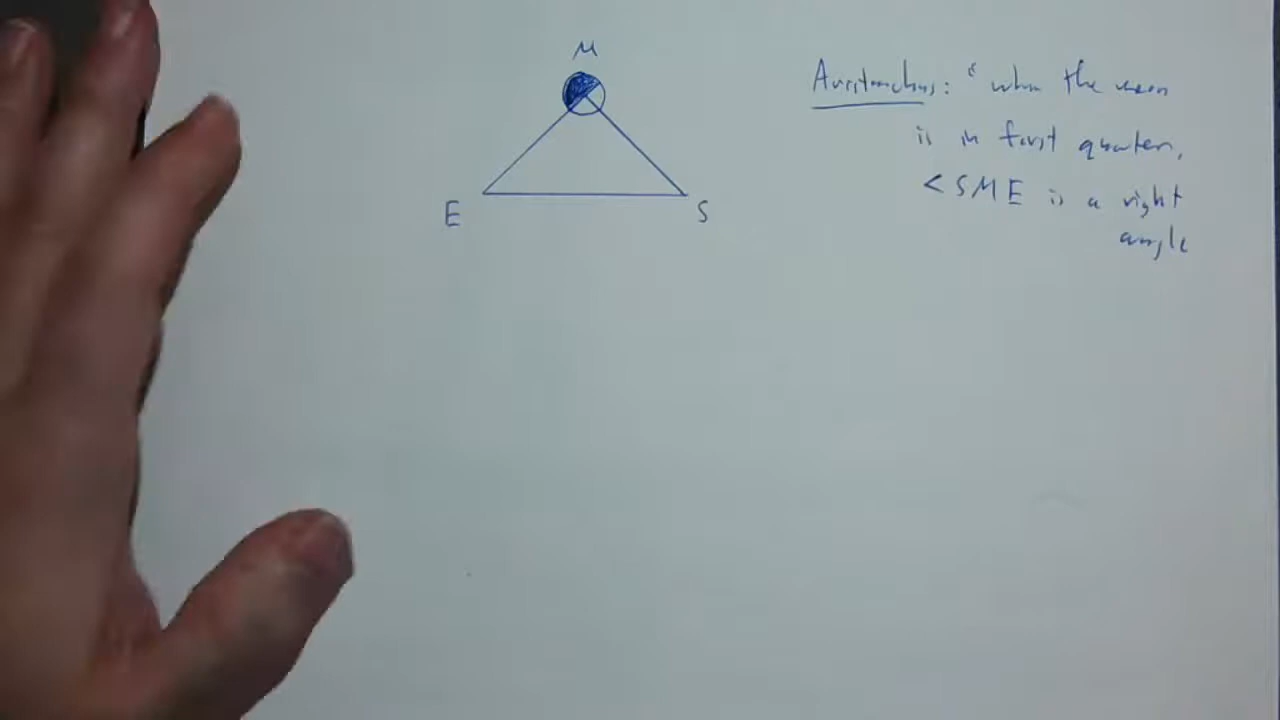 M
E
S
Aristarchus: "when the moon
is in first quarter,
<SME is a right
angle